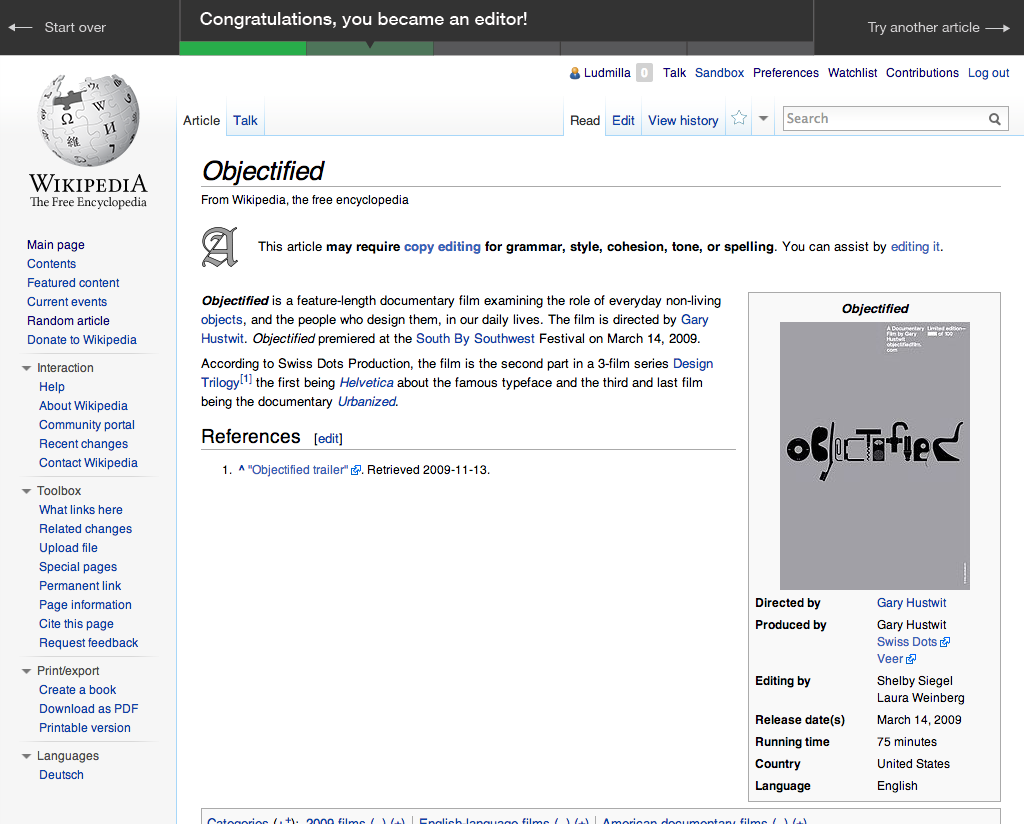 Start over
Congratulations, you became an editor!
Try another article
Ludmilla 0 Talk Sandbox Preferences Watchlist Contributions Log out
Article Talk Read Edit View history Search
WIKIPEDIA
The Free Encyclopedia
Main page
Contents
Featured content
Current events
Random article
Donate to Wikipedia
Interaction
Help
About Wikipedia
Community portal
Recent changes
Contact Wikipedia
Toolbox
What links here
Related changes
Upload file
Special pages
Permanent link
Page information
Cite this page
Request feedback
Print/export
Create a book
Download as PDF
Printable version
Languages
Deutsch
Objectified
From Wikipedia, the free encyclopedia
This article may require copy editing for grammar, style, cohesion, tone, or spelling. You can assist by editing it.
Objectified is a feature-length documentary film examining the role of everyday non-living
objects, and the people who design them, in our daily lives. The film is directed by Gary
Hustwit. Objectified premiered at the South By Southwest Festival on March 14, 2009.
According to Swiss Dots Production, the film is the second part in a 3-film series Design
Trilogy[1] the first being Helvetica about the famous typeface and the third and last film
being the documentary Urbanized.
References [edit]
1. ^ "Objectified trailer". Retrieved 2009-11-13.
Objectified
A Documentary Limited edition—
Film by Gary of 100
Hustwit
objectifiedfilm.
com
Objectified
Directed by Gary Hustwit
Produced by Gary Hustwit
Swiss Dots
Veer
Editing by Shelby Siegel
Laura Weinberg
Release date(s) March 14, 2009
Running time 75 minutes
Country United States
Language English
Categories (++): 2009 films (−) (±) | English-language films (−) (±) | American documentary films (−) (±)